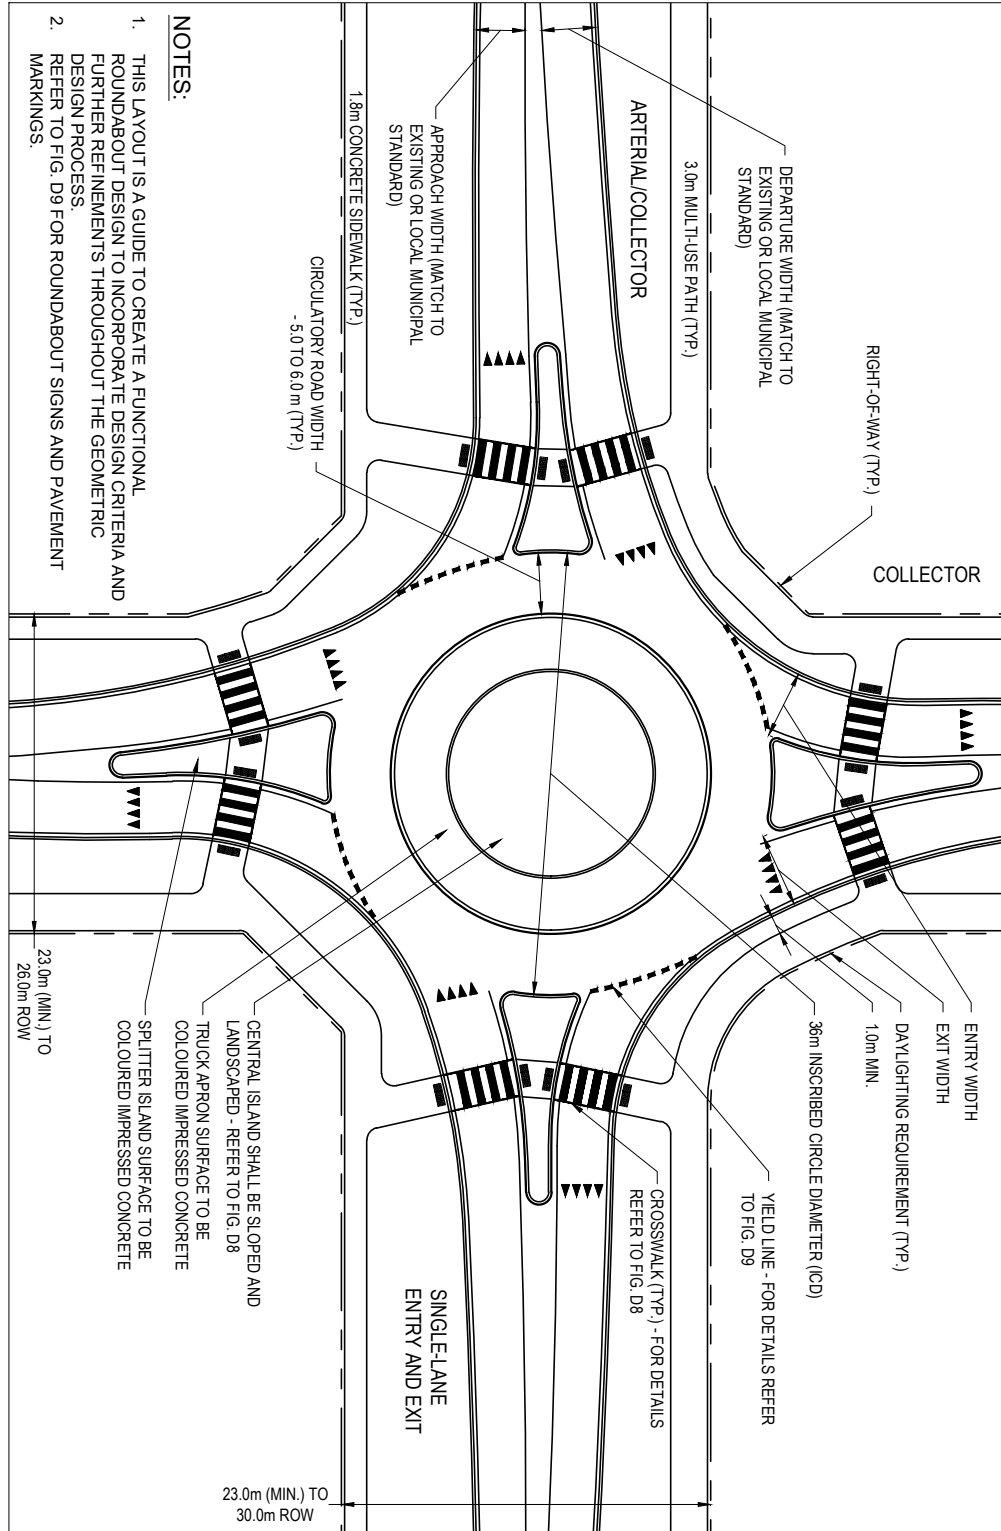 DEPARTURE WIDTH (MATCH TO
EXISTING OR LOCAL MUNICIPAL
STANDARD)
ARTERIAL/COLLECTOR
3.0m MULTI-USE PATH (TYP.)
APPROACH WIDTH (MATCH TO
EXISTING OR LOCAL MUNICIPAL
STANDARD)
1.8m CONCRETE SIDEWALK (TYP.)
RIGHT-OF-WAY (TYP.)
COLLECTOR
CIRCULATORY ROAD WIDTH
- 5.0 TO 6.0 m (TYP.)
ENTRY WIDTH
EXIT WIDTH
DAYLIGHTING REQUIREMENT (TYP.)
1.0m MIN.
36m INSCRIBED CIRCLE DIAMETER (ICD)
YIELD LINE - FOR DETAILS REFER
TO FIG. D9
CROSSWALK (TYP.) - FOR DETAILS
REFER TO FIG. D8
SINGLE-LANE
ENTRY AND EXIT
CENTRAL ISLAND SHALL BE SLOPED AND
LANDSCAPED - REFER TO FIG. D8
TRUCK APRON SURFACE TO BE
COLOURED IMPRESSED CONCRETE
SPLITTER ISLAND SURFACE TO BE
COLOURED IMPRESSED CONCRETE
23.0m (MIN.) TO
26.0m ROW
23.0m (MIN.) TO
30.0m ROW
NOTES:
1. THIS LAYOUT IS A GUIDE TO CREATE A FUNCTIONAL
ROUNDABOUT DESIGN TO INCORPORATE DESIGN CRITERIA AND
FURTHER REFINEMENTS THROUGHOUT THE GEOMETRIC
DESIGN PROCESS.
2. REFER TO FIG. D9 FOR ROUNDABOUT SIGNS AND PAVEMENT
MARKINGS.